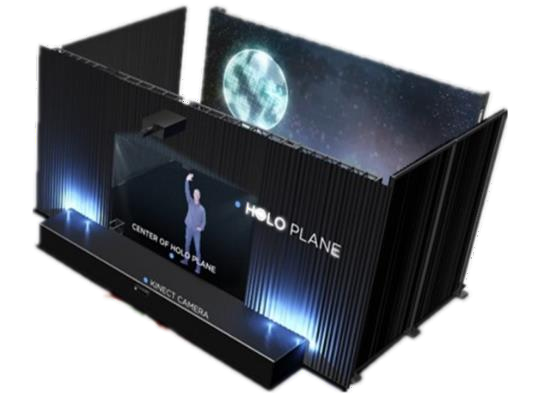 HOLO PLANE
CENTER OF HOLO PLANE
KINECT CAMERA